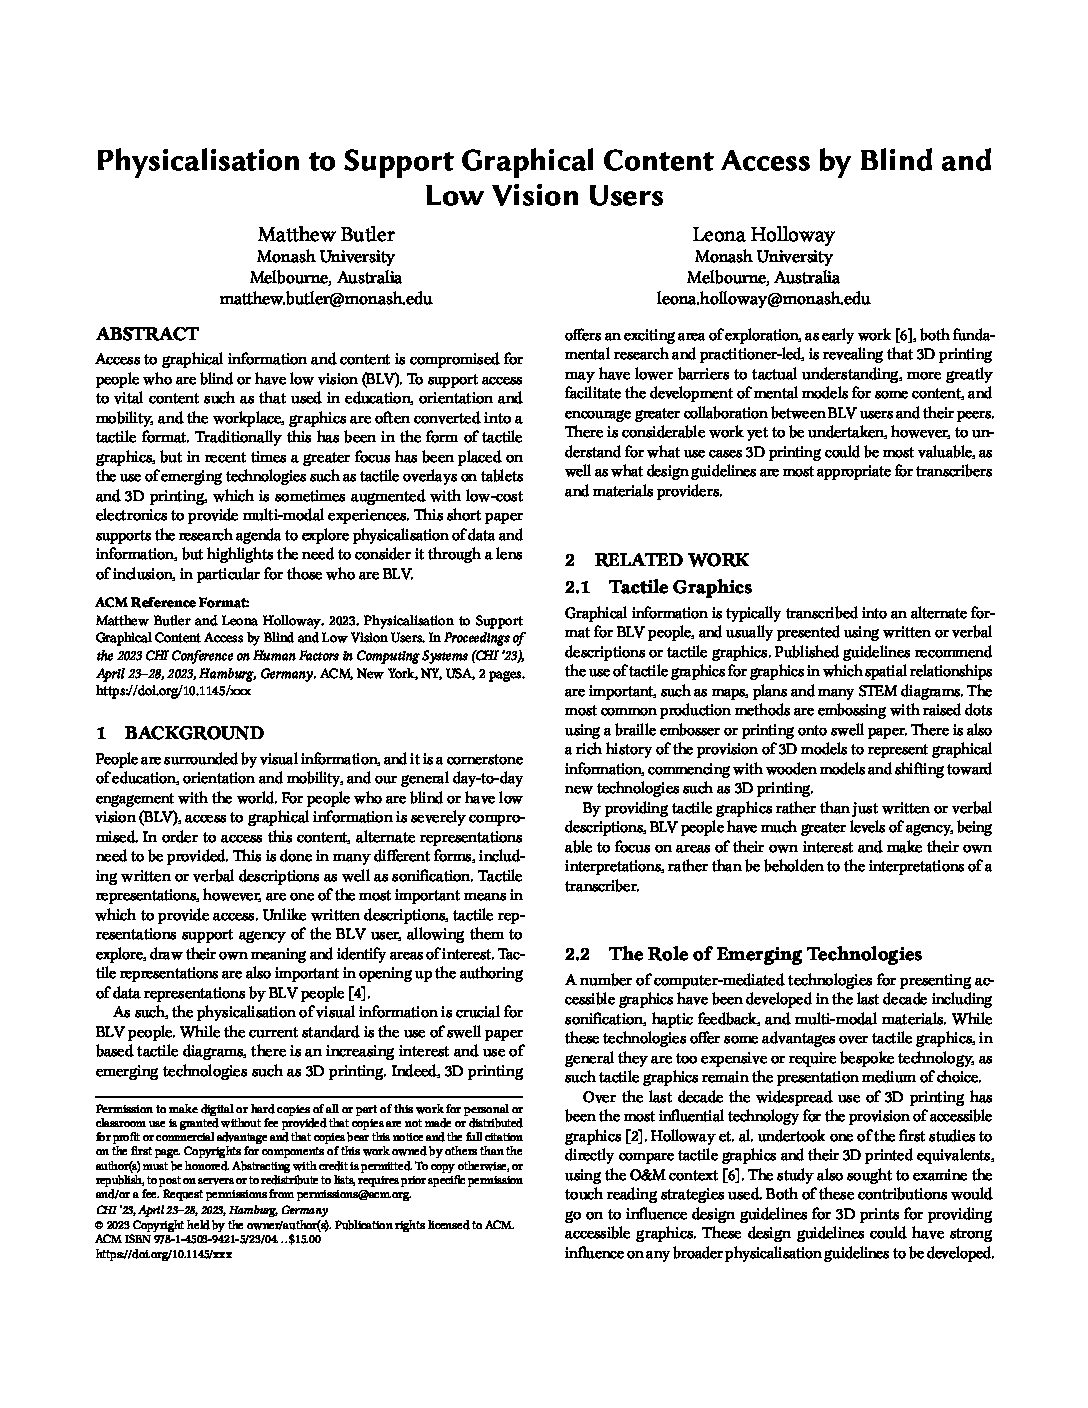 Physicalisation to Support Graphical Content Access by Blind and
Low Vision Users
Matthew Butler
Monash University
Melbourne, Australia
matthew.butler@monash.edu
Leona Holloway
Monash University
Melbourne, Australia
leona.holloway@monash.edu
ABSTRACT
Access to graphical information and content is compromised for
people who are blind or have low vision (BLV). To support access
to vital content such as that used in education, orientation and
mobility, and the workplace, graphics are often converted into a
tactile format. Traditionally this has been in the form of tactile
graphics, but in recent times a greater focus has been placed on
the use of emerging technologies such as tactile overlays on tablets
and 3D printing, which is sometimes augmented with low-cost
electronics to provide multi-modal experiences. This short paper
supports the research agenda to explore physicalisation of data and
information, but highlights the need to consider it through a lens
of inclusion, in particular for those who are BLV.
ACM Reference Format:
Matthew Butler and Leona Holloway. 2023. Physicalisation to Support
Graphical Content Access by Blind and Low Vision Users. In Proceedings of
the 2023 CHI Conference on Human Factors in Computing Systems (CHI '23),
April 23–28, 2023, Hamburg, Germany. ACM, New York, NY, USA, 2 pages.
https://doi.org/10.1145/xxx
1 BACKGROUND
People are surrounded by visual information, and it is a cornerstone
of education, orientation and mobility, and our general day-to-day
engagement with the world. For people who are blind or have low
vision (BLV), access to graphical information is severely compro-
mised. In order to access this content, alternate representations
need to be provided. This is done in many different forms, includ-
ing written or verbal descriptions as well as sonification. Tactile
representations, however, are one of the most important means in
which to provide access. Unlike written descriptions, tactile rep-
resentations support agency of the BLV user, allowing them to
explore, draw their own meaning and identify areas of interest. Tac-
tile representations are also important in opening up the authoring
of data representations by BLV people [4].
As such, the physicalisation of visual information is crucial for
BLV people. While the current standard is the use of swell paper
based tactile diagrams, there is an increasing interest and use of
emerging technologies such as 3D printing. Indeed, 3D printing
Permission to make digital or hard copies of all or part of this work for personal or
classroom use is granted without fee provided that copies are not made or distributed
for profit or commercial advantage and that copies bear this notice and the full citation
on the first page. Copyrights for components of this work owned by others than the
author(s) must be honored. Abstracting with credit is permitted. To copy otherwise, or
republish, to post on servers or to redistribute to lists, requires prior specific permission
and/or a fee. Request permissions from permissions@acm.org.
CHI '23, April 23–28, 2023, Hamburg, Germany
© 2023 Copyright held by the owner/author(s). Publication rights licensed to ACM.
ACM ISBN 978-1-4503-9421-5/23/04...$15.00
https://doi.org/10.1145/xxx
offers an exciting area of exploration, as early work [6], both funda-
mental research and practitioner-led, is revealing that 3D printing
may have lower barriers to tactual understanding, more greatly
facilitate the development of mental models for some content, and
encourage greater collaboration between BLV users and their peers.
There is considerable work yet to be undertaken, however, to un-
derstand for what use cases 3D printing could be most valuable, as
well as what design guidelines are most appropriate for transcribers
and materials providers.
2 RELATED WORK
2.1 Tactile Graphics
Graphical information is typically transcribed into an alternate for-
mat for BLV people, and usually presented using written or verbal
descriptions or tactile graphics. Published guidelines recommend
the use of tactile graphics for graphics in which spatial relationships
are important, such as maps, plans and many STEM diagrams. The
most common production methods are embossing with raised dots
using a braille embosser or printing onto swell paper. There is also
a rich history of the provision of 3D models to represent graphical
information, commencing with wooden models and shifting toward
new technologies such as 3D printing.
By providing tactile graphics rather than just written or verbal
descriptions, BLV people have much greater levels of agency, being
able to focus on areas of their own interest and make their own
interpretations, rather than be beholden to the interpretations of a
transcriber.
2.2 The Role of Emerging Technologies
A number of computer-mediated technologies for presenting ac-
cessible graphics have been developed in the last decade including
sonification, haptic feedback, and multi-modal materials. While
these technologies offer some advantages over tactile graphics, in
general they are too expensive or require bespoke technology, as
such tactile graphics remain the presentation medium of choice.
Over the last decade the widespread use of 3D printing has
been the most influential technology for the provision of accessible
graphics [2]. Holloway et. al. undertook one of the first studies to
directly compare tactile graphics and their 3D printed equivalents,
using the O&M context [6]. The study also sought to examine the
touch reading strategies used. Both of these contributions would
go on to influence design guidelines for 3D prints for providing
accessible graphics. These design guidelines could have strong
influence on any broader physicalisation guidelines to be developed.